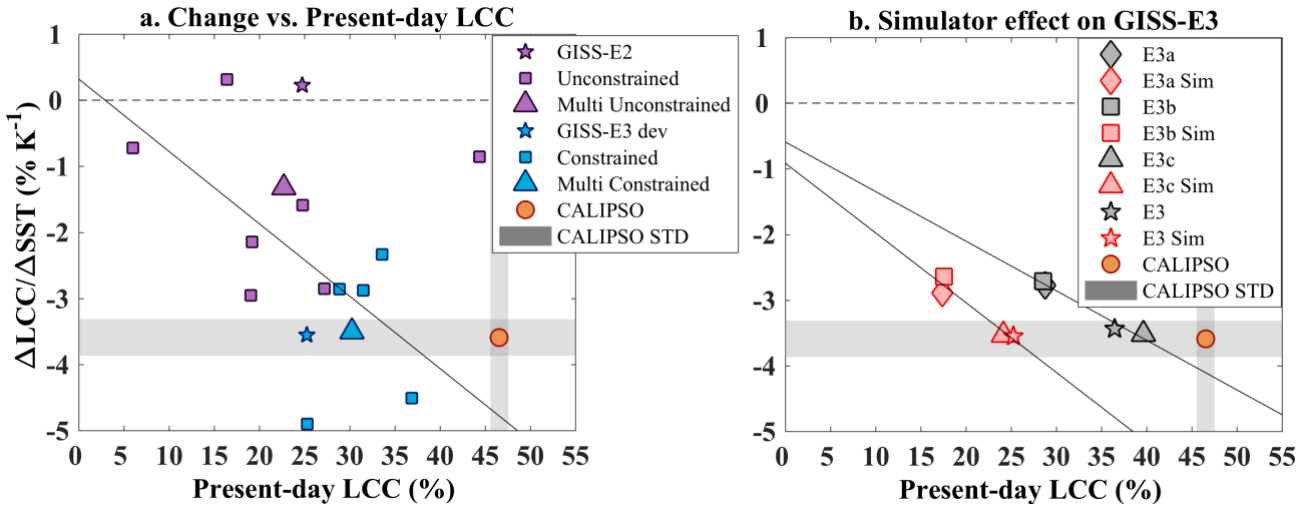 a. Change vs. Present-day LCC
ΔLCC/ΔSST (% K⁻¹)
1
0
-1
-2
-3
-4
-5
0 5 10 15 20 25 30 35 40 45 50 55
Present-day LCC (%)
GISS-E2
Unconstrained
Multi Unconstrained
GISS-E3 dev
Constrained
Multi Constrained
CALIPSO
CALIPSO STD
b. Simulator effect on GISS-E3
1
0
-1
-2
-3
-4
-5
0 5 10 15 20 25 30 35 40 45 50 55
Present-day LCC (%)
E3a
E3a Sim
E3b
E3b Sim
E3c
E3c Sim
E3
E3 Sim
CALIPSO
CALIPSO STD